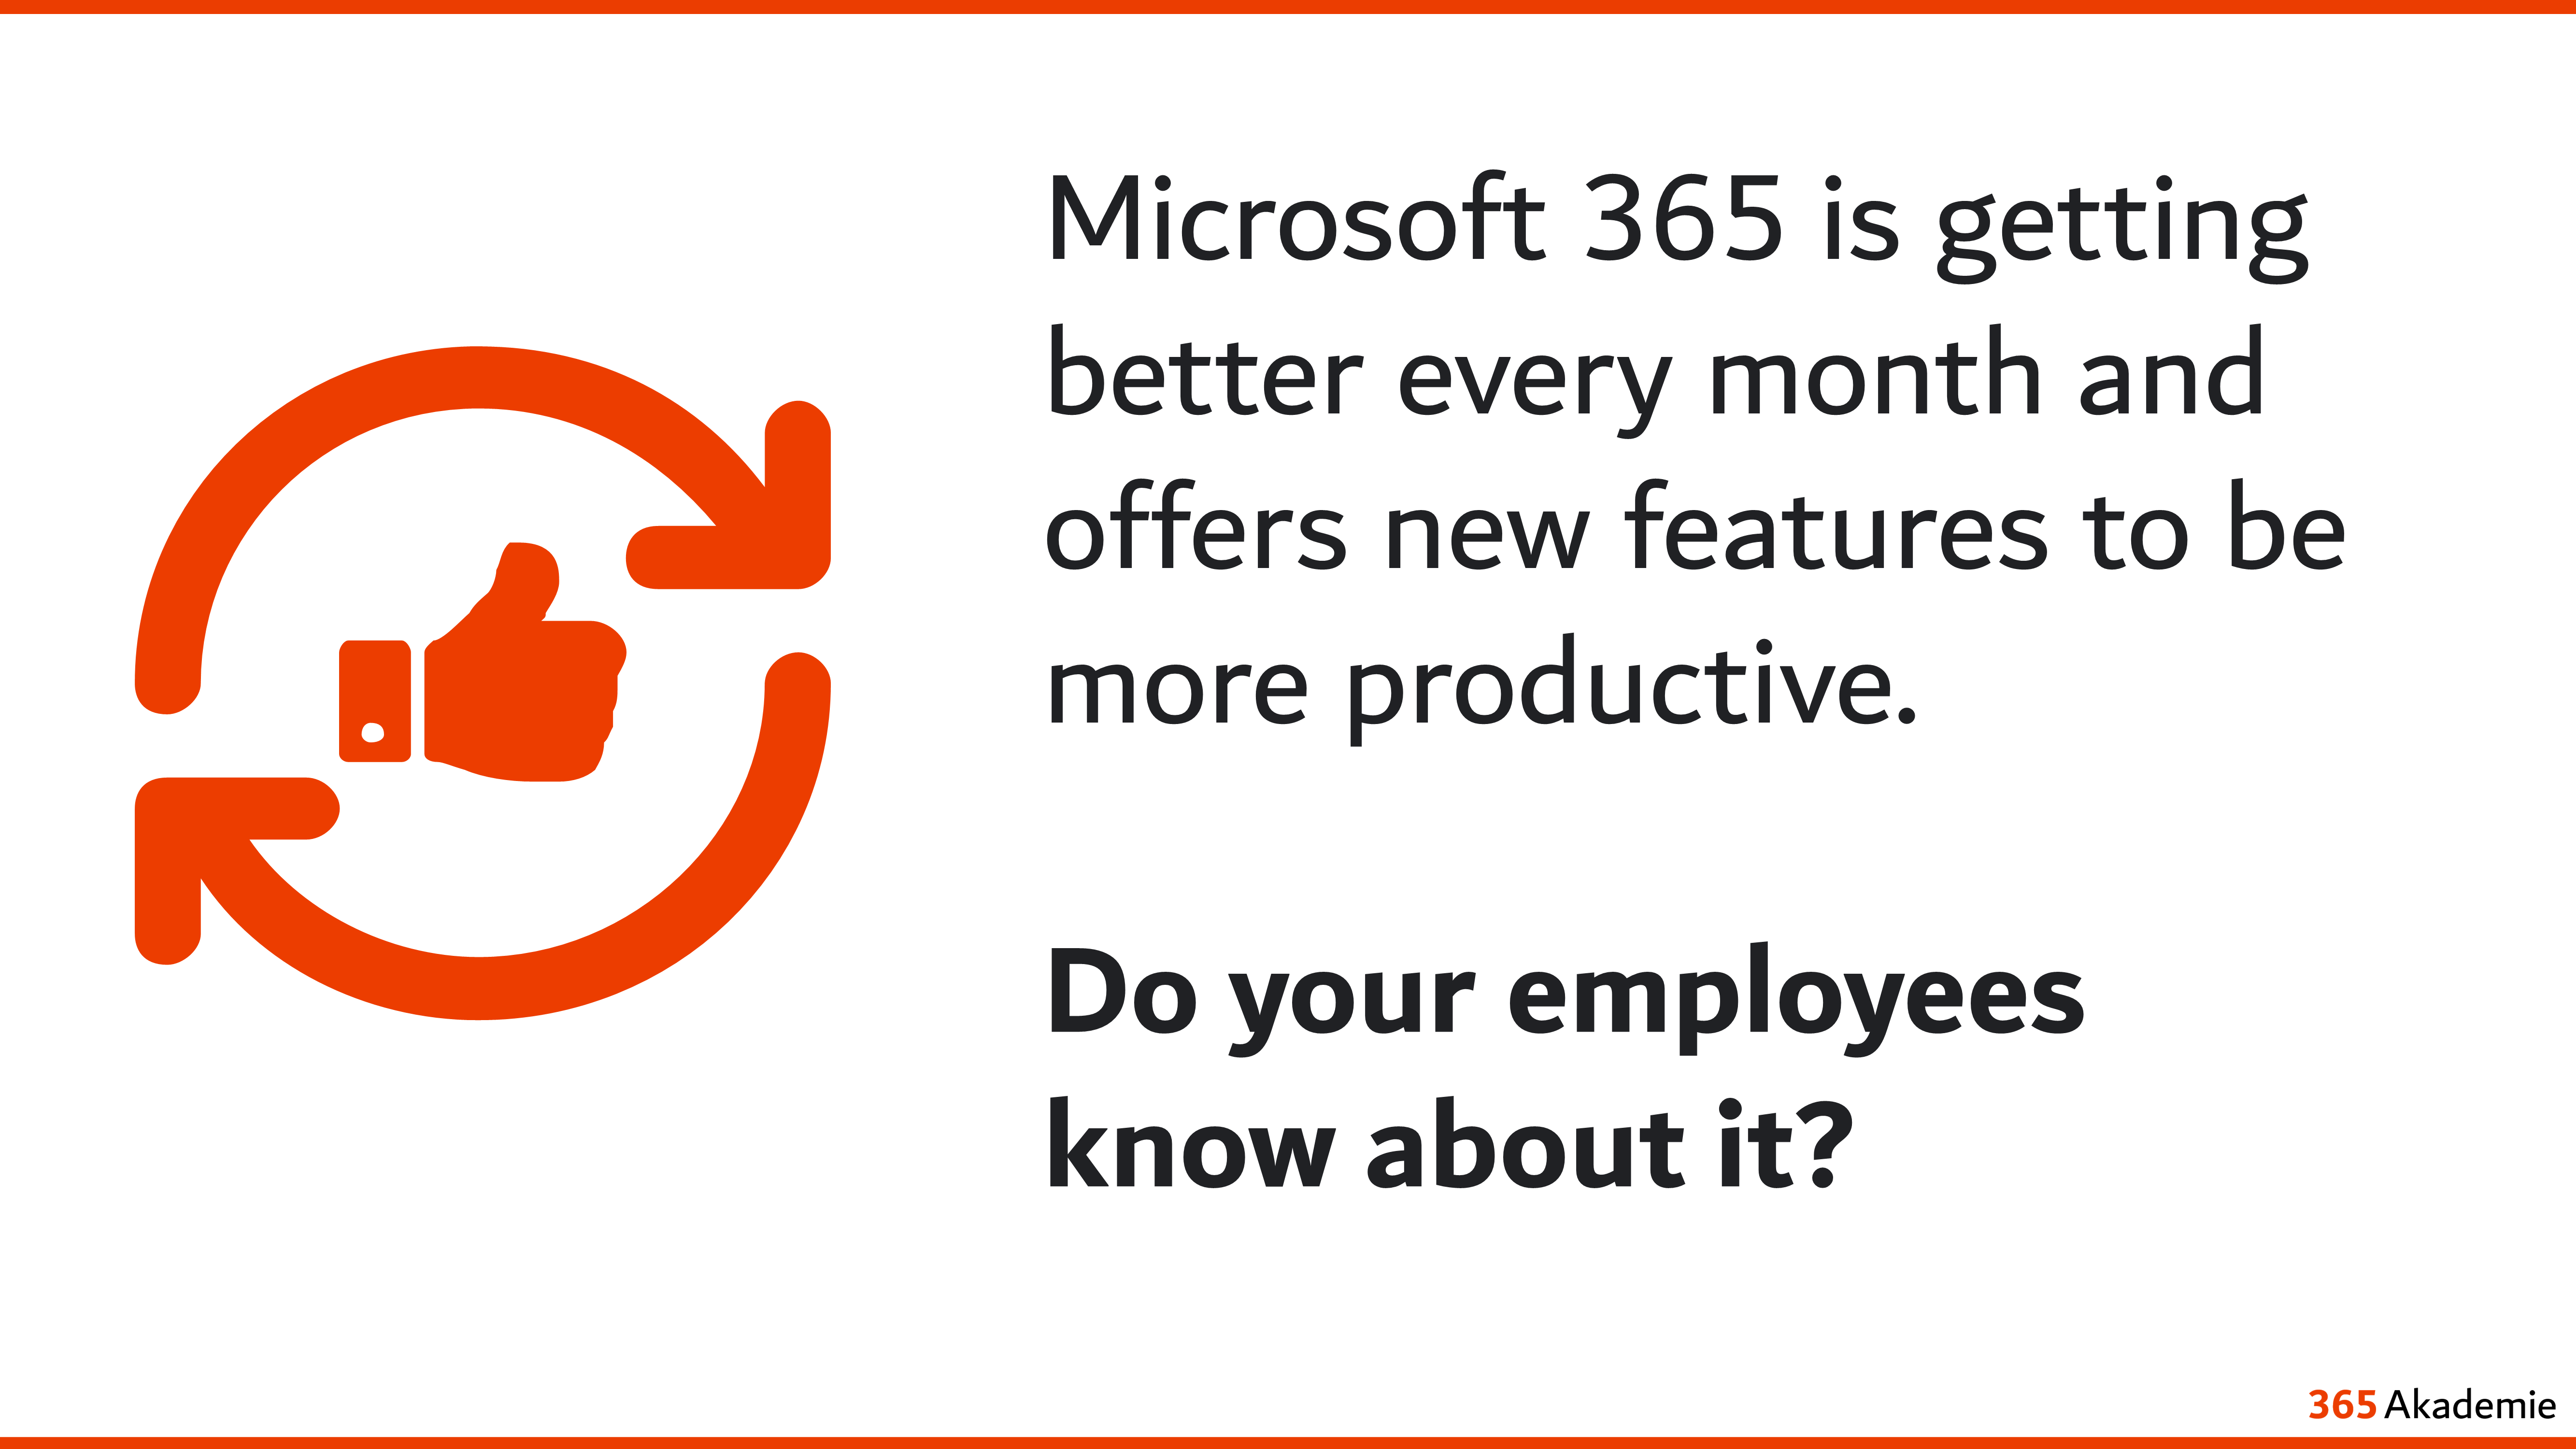 Microsoft 365 is getting
better every month and
offers new features to be
more productive.
Do your employees
know about it?
365 Akademie